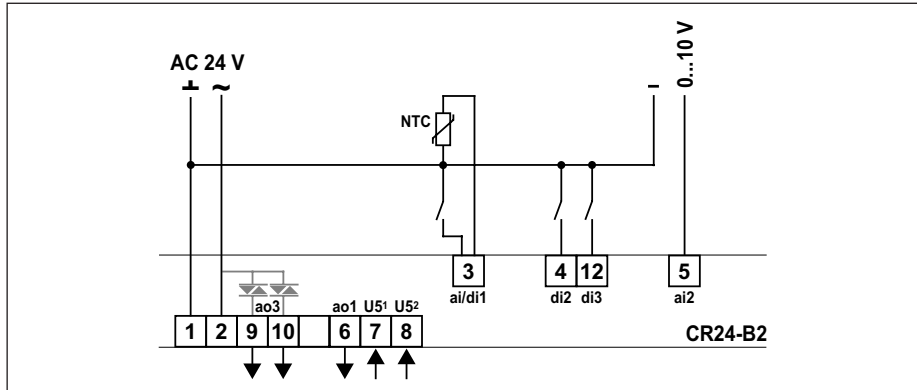 AC 24 V
⊥ ~
– 0...10 V
NTC
3 4 12 5
ai/di1 di2 di3 ai2
ao3 ao1 U5¹ U5²
1 2 9 10 6 7 8
CR24-B2